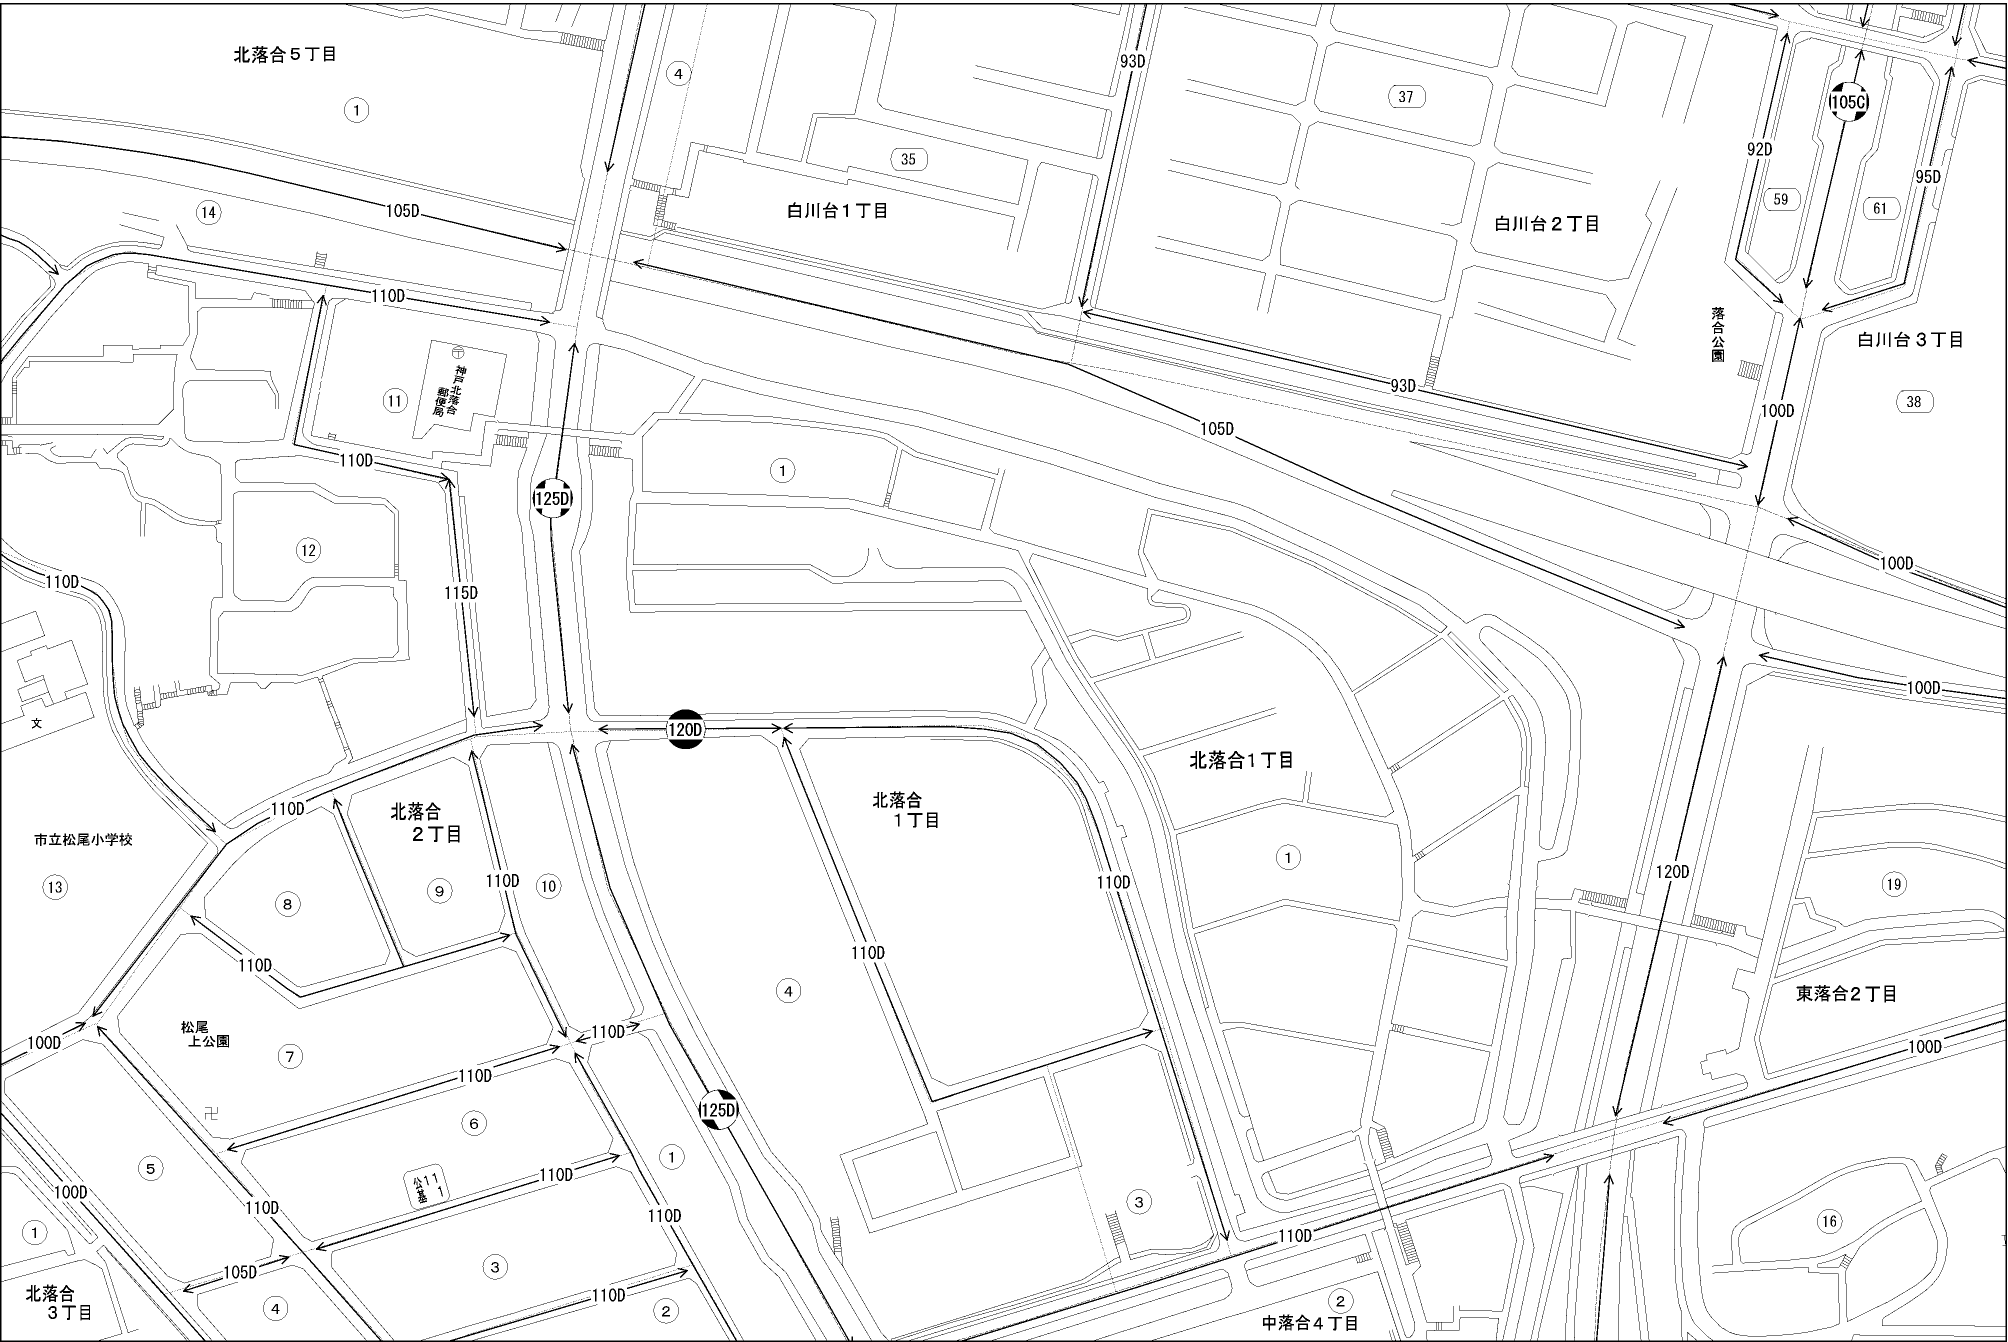 北落合５丁目
1
4
93D
37
105C
92D
95D
59
61
35
14
105D
白川台１丁目
白川台２丁目
110D
落合公園
白川台３丁目
神戸北落合
郵便局
11
93D
100D
38
105D
110D
1
125D
12
100D
110D
115D
文
100D
120D
北落合１丁目
110D
北落合
２丁目
北落合
１丁目
市立松尾小学校
13
8
9
110D
10
110D
1
120D
19
110D
110D
4
東落合２丁目
松尾
上公園
100D
7
110D
100D
110D
卍
6
125D
5
公11
基 1
110D
1
100D
110D
110D
3
1
16
105D
3
110D
北落合
３丁目
4
110D
2
2
中落合４丁目